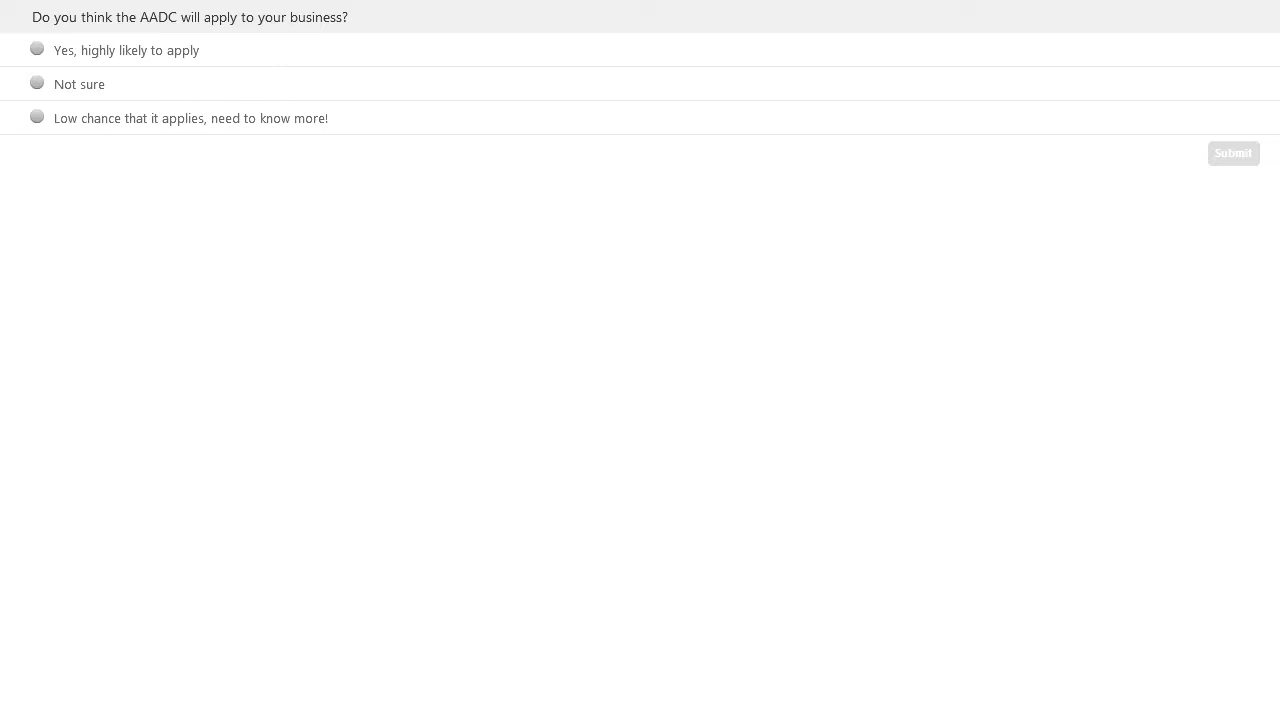 Do you think the AADC will apply to your business?
Yes, highly likely to apply
Not sure
Low chance that it applies, need to know more!
Submit